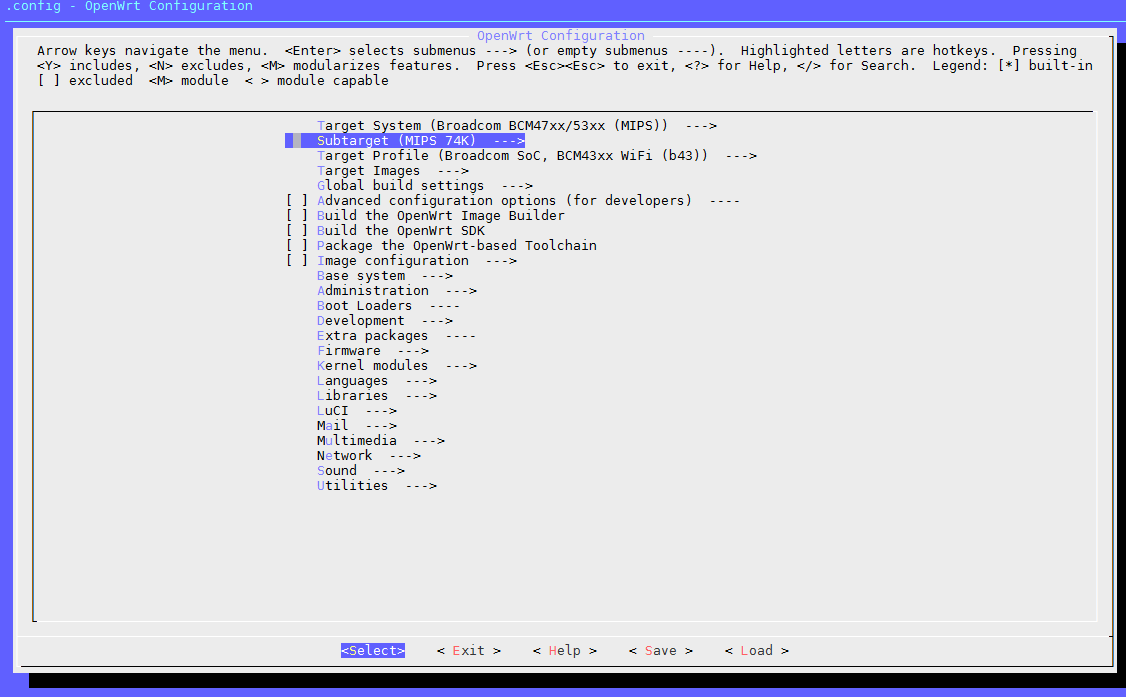 .config - OpenWrt Configuration
OpenWrt Configuration
Arrow keys navigate the menu.  <Enter> selects submenus ---> (or empty submenus ----).  Highlighted letters are hotkeys.  Pressing
<Y> includes, <N> excludes, <M> modularizes features.  Press <Esc><Esc> to exit, <?> for Help, </> for Search.  Legend: [*] built-in
[ ] excluded  <M> module  < > module capable
Target System (Broadcom BCM47xx/53xx (MIPS))  --->
Subtarget (MIPS 74K)  --->
Target Profile (Broadcom SoC, BCM43xx WiFi (b43))  --->
Target Images  --->
Global build settings  --->
[ ] Advanced configuration options (for developers)  ----
[ ] Build the OpenWrt Image Builder
[ ] Build the OpenWrt SDK
[ ] Package the OpenWrt-based Toolchain
[ ] Image configuration  --->
Base system  --->
Administration  --->
Boot Loaders  ----
Development  --->
Extra packages  ----
Firmware  --->
Kernel modules  --->
Languages  --->
Libraries  --->
LuCI  --->
Mail  --->
Multimedia  --->
Network  --->
Sound  --->
Utilities  --->
<Select>    < Exit >    < Help >    < Save >    < Load >